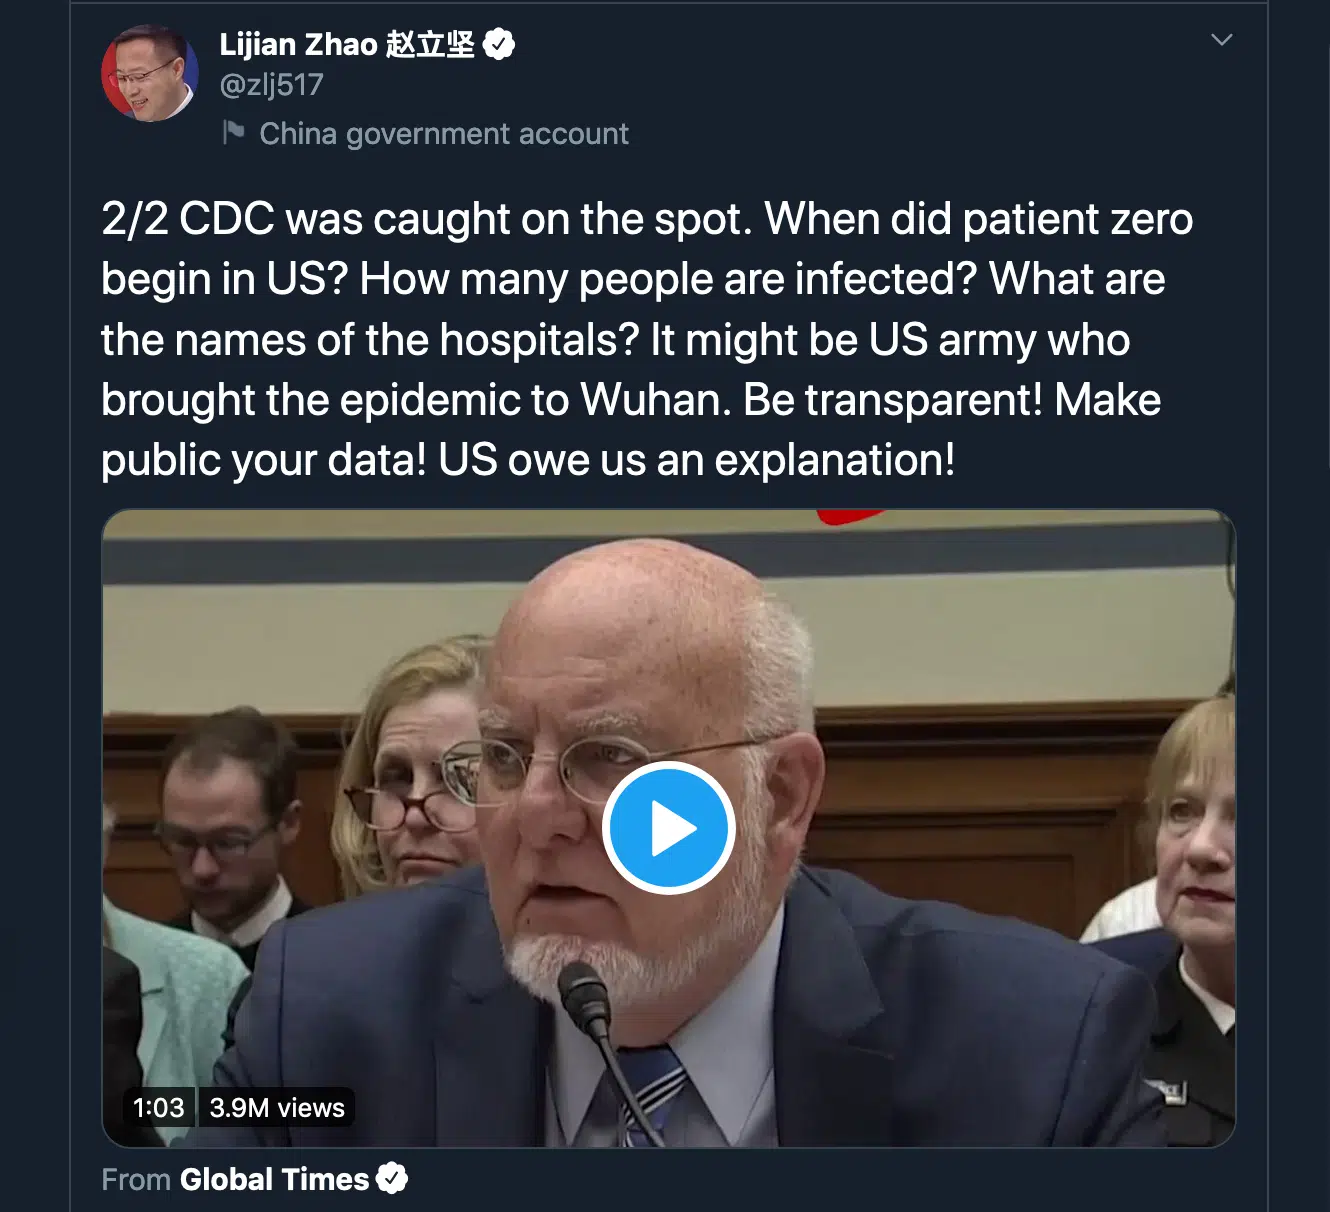 Lijian Zhao 赵立坚
@zlj517
China government account
2/2 CDC was caught on the spot. When did patient zero
begin in US? How many people are infected? What are
the names of the hospitals? It might be US army who
brought the epidemic to Wuhan. Be transparent! Make
public your data! US owe us an explanation!
1:03 3.9M views
From Global Times